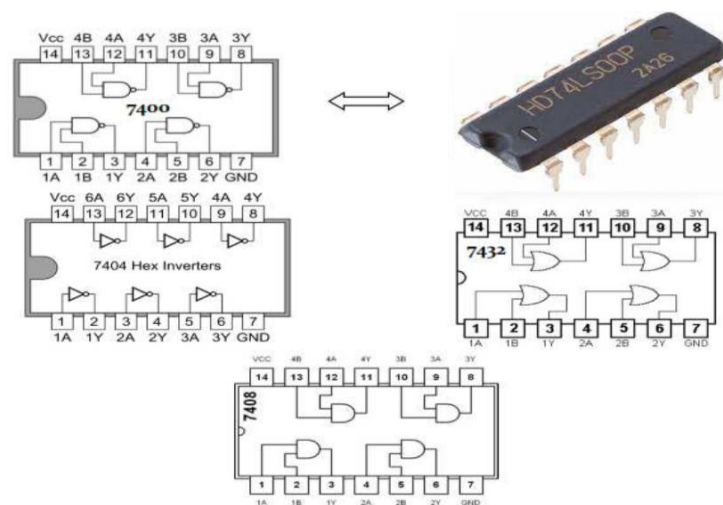 Vcc 4B 4A 4Y 3B 3A 3Y
14 13 12 11 10 9 8
7400
1 2 3 4 5 6 7
1A 1B 1Y 2A 2B 2Y GND
HD74LS00P
2A26
Vcc 6A 6Y 5A 5Y 4A 4Y
14 13 12 11 10 9 8
7404 Hex Inverters
1 2 3 4 5 6 7
1A 1Y 2A 2Y 3A 3Y GND
VCC 4B 4A 4Y 3B 3A 3Y
14 13 12 11 10 9 8
7432
1 2 3 4 5 6 7
1A 1B 1Y 2A 2B 2Y GND
VCC 4B 4A 4Y 3B 3A 3Y
14 13 12 11 10 9 8
7408
1 2 3 4 5 6 7
1A 1B 1Y 2A 2B 2Y GND